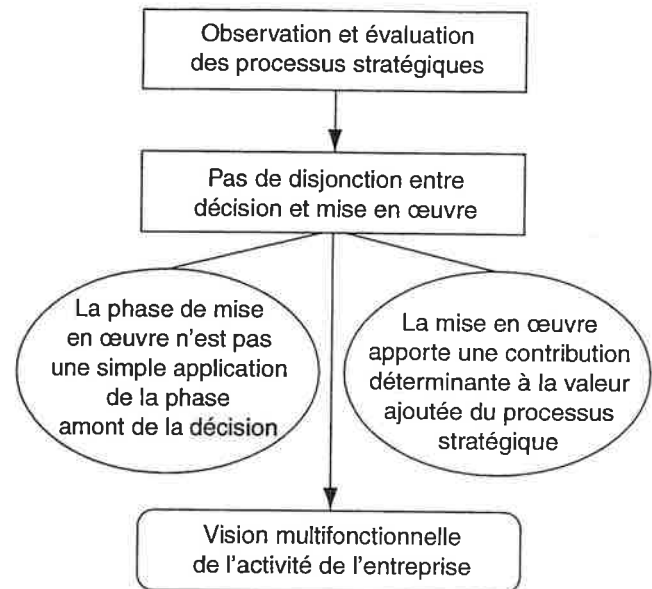 Observation et évaluation
des processus stratégiques
Pas de disjonction entre
décision et mise en œuvre
La phase de mise
en œuvre n'est pas
une simple application
de la phase
amont de la décision
La mise en œuvre
apporte une contribution
déterminante à la valeur
ajoutée du processus
stratégique
Vision multifonctionnelle
de l'activité de l'entreprise